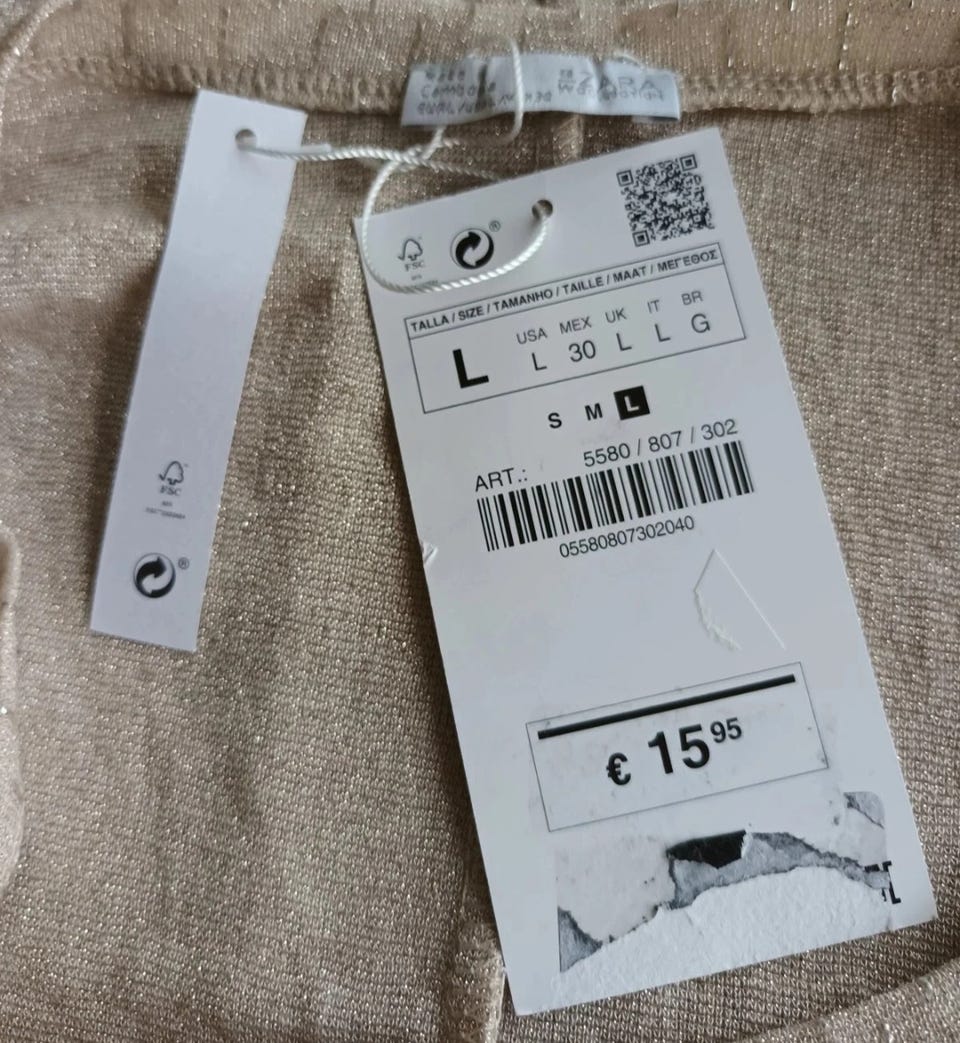 ZARA
FSC
®
TALLA / SIZE / TAMANHO / TAILLE / MAAT / ΜΕΓΕΘΟΣ
USA MEX UK IT BR
L L 30 L L G
S M L
ART.: 5580 / 807 / 302
05580807302040
€ 15 95
FSC
®